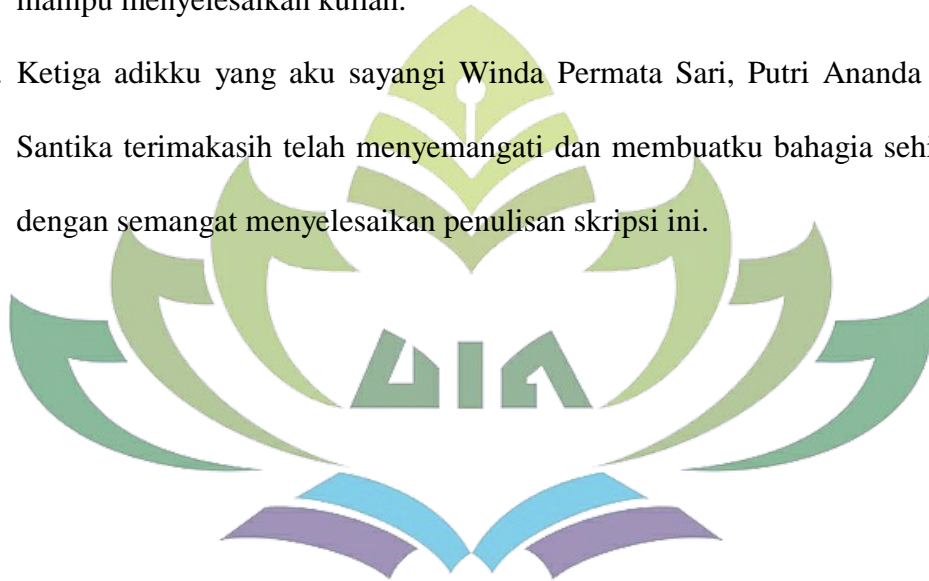 mampu menyelesaikan kuliah.
Ketiga adikku yang aku sayangi Winda Permata Sari, Putri Ananda
Santika terimakasih telah menyemangati dan membuatku bahagia
dengan semangat menyelesaikan penulisan skripsi ini.
UIN